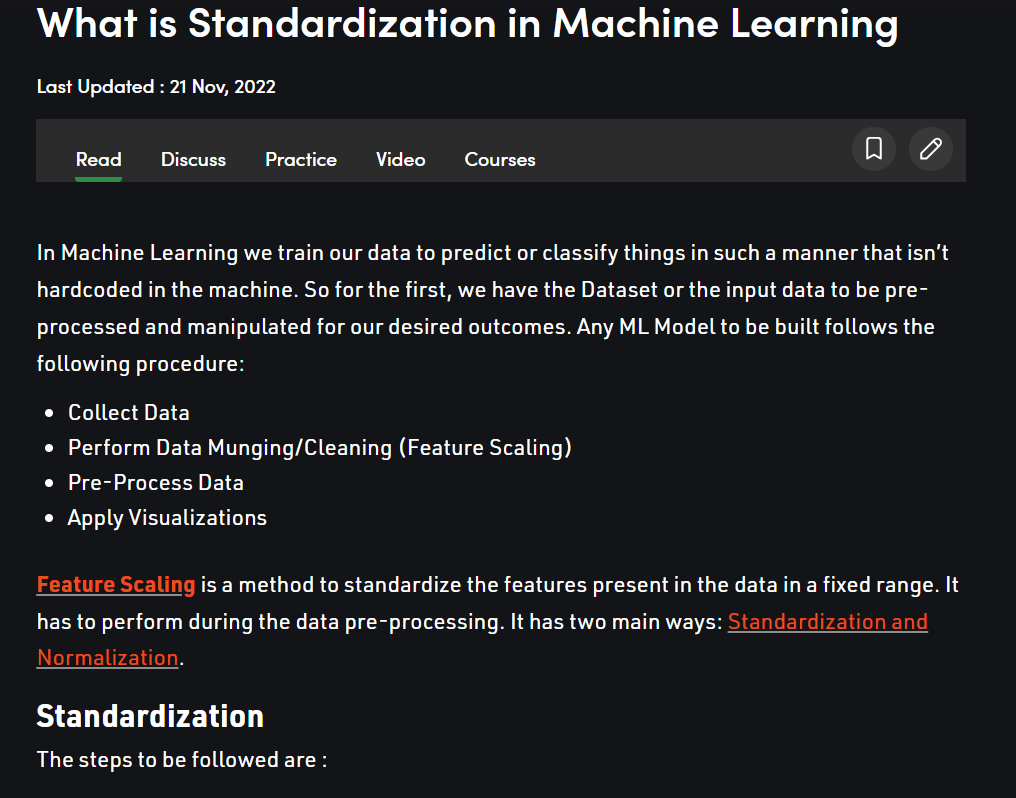 What is Standardization in Machine Learning
Last Updated : 21 Nov, 2022
Read Discuss Practice Video Courses
In Machine Learning we train our data to predict or classify things in such a manner that isn’t
hardcoded in the machine. So for the first, we have the Dataset or the input data to be pre-
processed and manipulated for our desired outcomes. Any ML Model to be built follows the
following procedure:
• Collect Data
• Perform Data Munging/Cleaning (Feature Scaling)
• Pre-Process Data
• Apply Visualizations
Feature Scaling is a method to standardize the features present in the data in a fixed range. It
has to perform during the data pre-processing. It has two main ways: Standardization and
Normalization.
Standardization
The steps to be followed are :